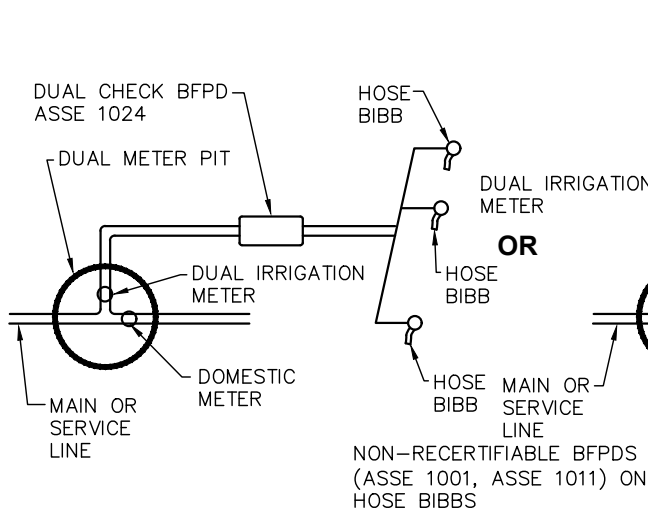 DUAL CHECK BFPD
ASSE 1024
DUAL METER PIT
HOSE
BIBB
DUAL IRRIGATION
METER
OR
HOSE
BIBB
DUAL IRRIGATION
METER
DOMESTIC
METER
MAIN OR
SERVICE
LINE
HOSE
BIBB
MAIN OR
SERVICE
LINE
NON-RECERTIFIABLE BFPDS
(ASSE 1001, ASSE 1011) ON
HOSE BIBBS